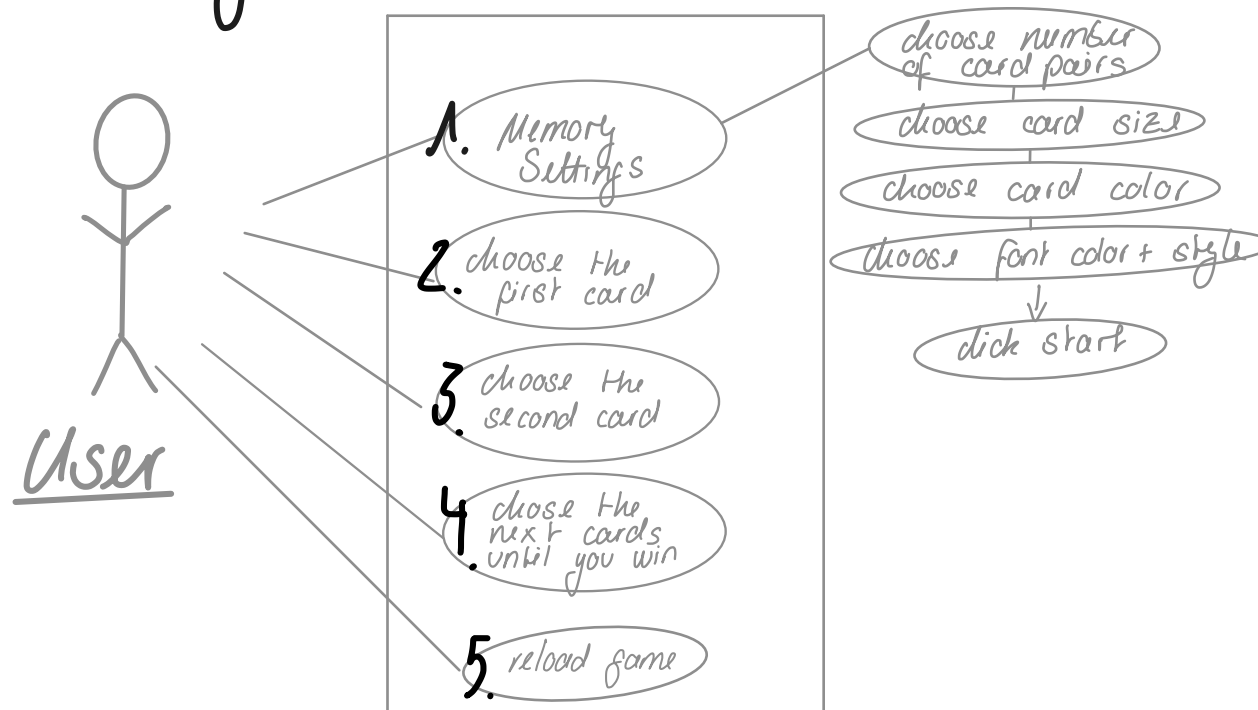 User
1. Memory
Settings
2. choose the
first card
3. choose the
second card
4. chose the
next cards
until you win
5. reload game
choose number
of card pairs
choose card size
choose card color
choose font color + style
click start